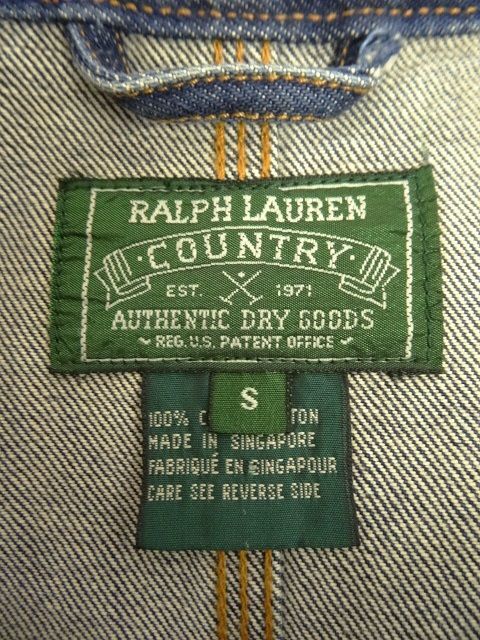 RALPH LAUREN
COUNTRY
EST. 1971
AUTHENTIC DRY GOODS
REG. U.S. PATENT OFFICE
S
100% C TON
MADE IN SINGAPORE
FABRIQUÉ EN SINGAPOUR
CARE SEE REVERSE SIDE